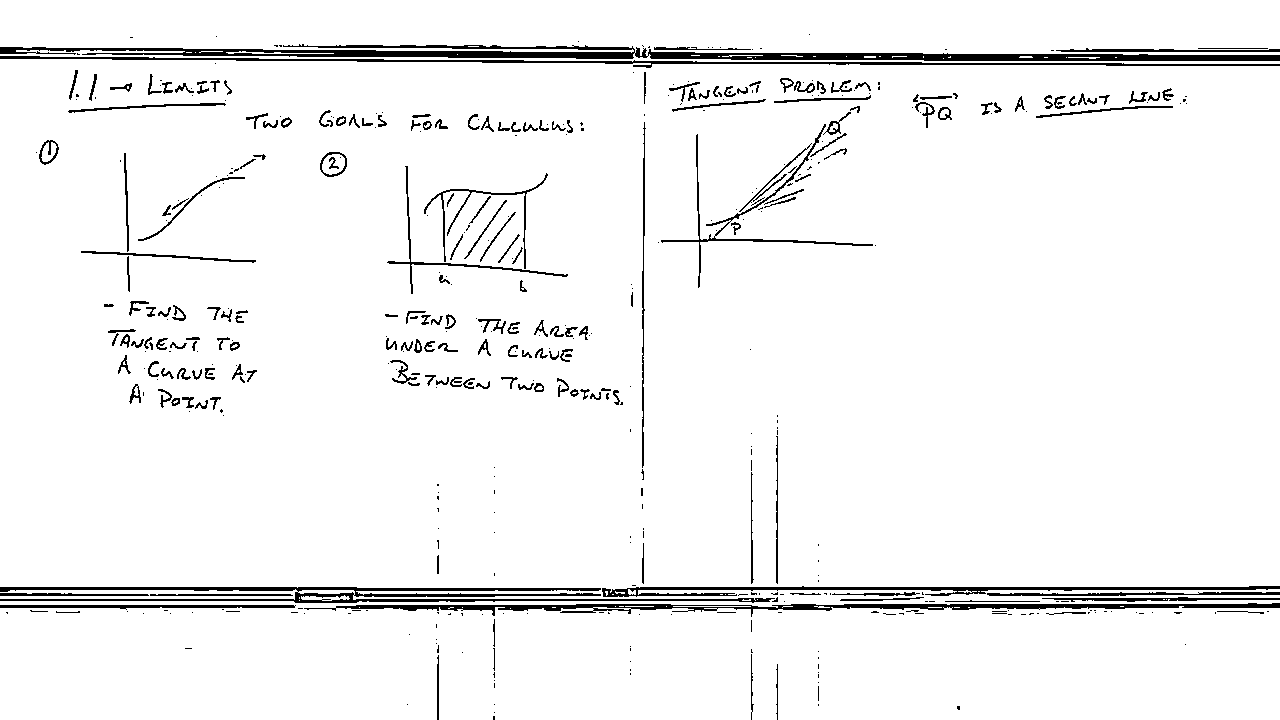 1.1 → LIMITS
TWO GOALS FOR CALCULUS:
①
②
a
b
- FIND THE
TANGENT TO
A CURVE AT
A POINT.
- FIND THE AREA
UNDER A CURVE
BETWEEN TWO POINTS.
TANGENT PROBLEM:
Q
P
PQ IS A SECANT LINE.